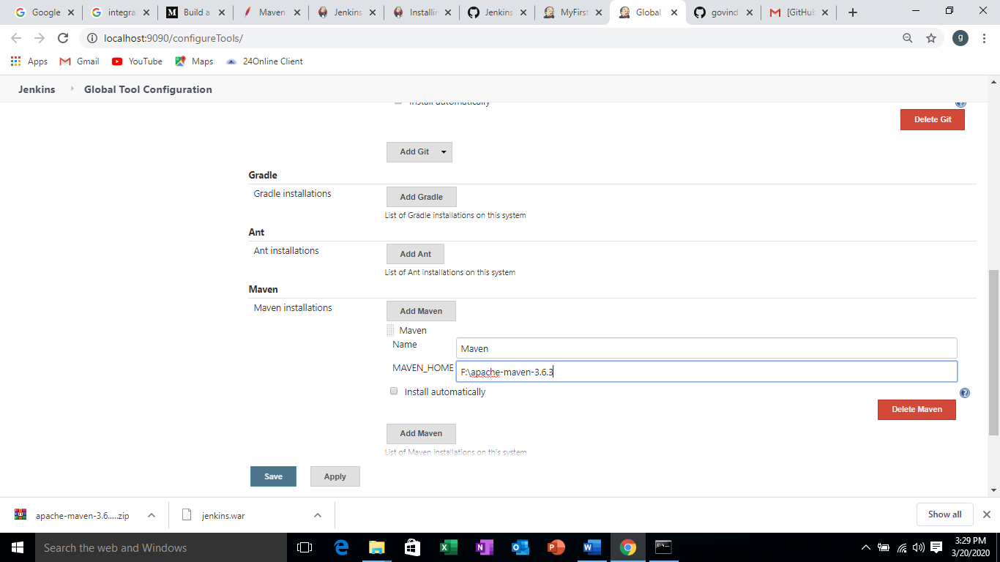 Google
integra
Build a
Maven
Jenkins
Installin
Jenkins
MyFirst
Global
govind
[GitHub
localhost:9090/configureTools/
g
Apps
Gmail
YouTube
Maps
24Online Client
Jenkins
Global Tool Configuration
Install automatically
Delete Git
Add Git
Gradle
Gradle installations
Add Gradle
List of Gradle installations on this system
Ant
Ant installations
Add Ant
List of Ant installations on this system
Maven
Maven installations
Add Maven
Maven
Name
Maven
MAVEN_HOME
F:\apache-maven-3.6.3
Install automatically
Delete Maven
Add Maven
List of Maven installations on this system
Save
Apply
apache-maven-3.6.....zip
jenkins.war
Show all
Search the web and Windows
3:29 PM
3/20/2020